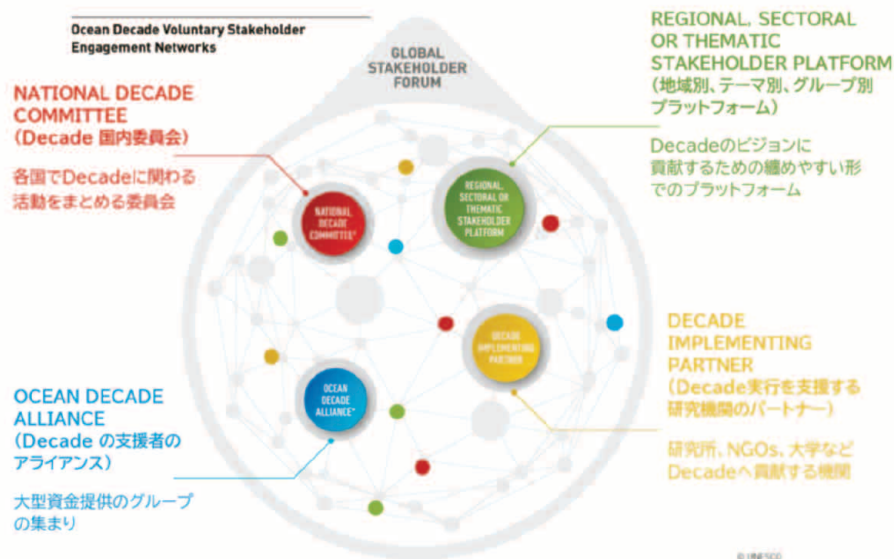 Ocean Decade Voluntary Stakeholder
Engagement Networks
GLOBAL
STAKEHOLDER
FORUM
REGIONAL, SECTORAL
OR THEMATIC
STAKEHOLDER PLATFORM
(地域別、テーマ別、グループ別
プラットフォーム)
Decadeのビジョンに
貢献するための纏めやすい形
でのプラットフォーム
NATIONAL DECADE
COMMITTEE
(Decade 国内委員会)
各国でDecadeに関わる
活動をまとめる委員会
NATIONAL
DECADE
COMMITTEE*
REGIONAL,
SECTORAL OR
THEMATIC
STAKEHOLDER
PLATFORM
DECADE
IMPLEMENTING
PARTNER
OCEAN
DECADE
ALLIANCE*
DECADE
IMPLEMENTING
PARTNER
(Decade実行を支援する
研究機関のパートナー)
研究所、NGOs、大学など
Decadeへ貢献する機関
OCEAN DECADE
ALLIANCE
(Decade の支援者の
アライアンス)
大型資金提供のグループ
の集まり
© UNESCO